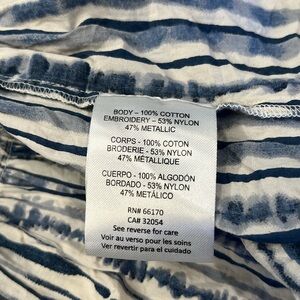 BODY – 100% COTTON
EMBROIDERY - 53% NYLON
47% METALLIC
CORPS - 100% COTON
BRODERIE - 53% NYLON
47% MÉTALLIQUE
CUERPO - 100% ALGODÓN
BORDADO - 53% NYLON
47% METÁLICO
RN# 66170
CA# 32054
See reverse for care
Voir au verso pour les soins
Ver revertir para el cuidado